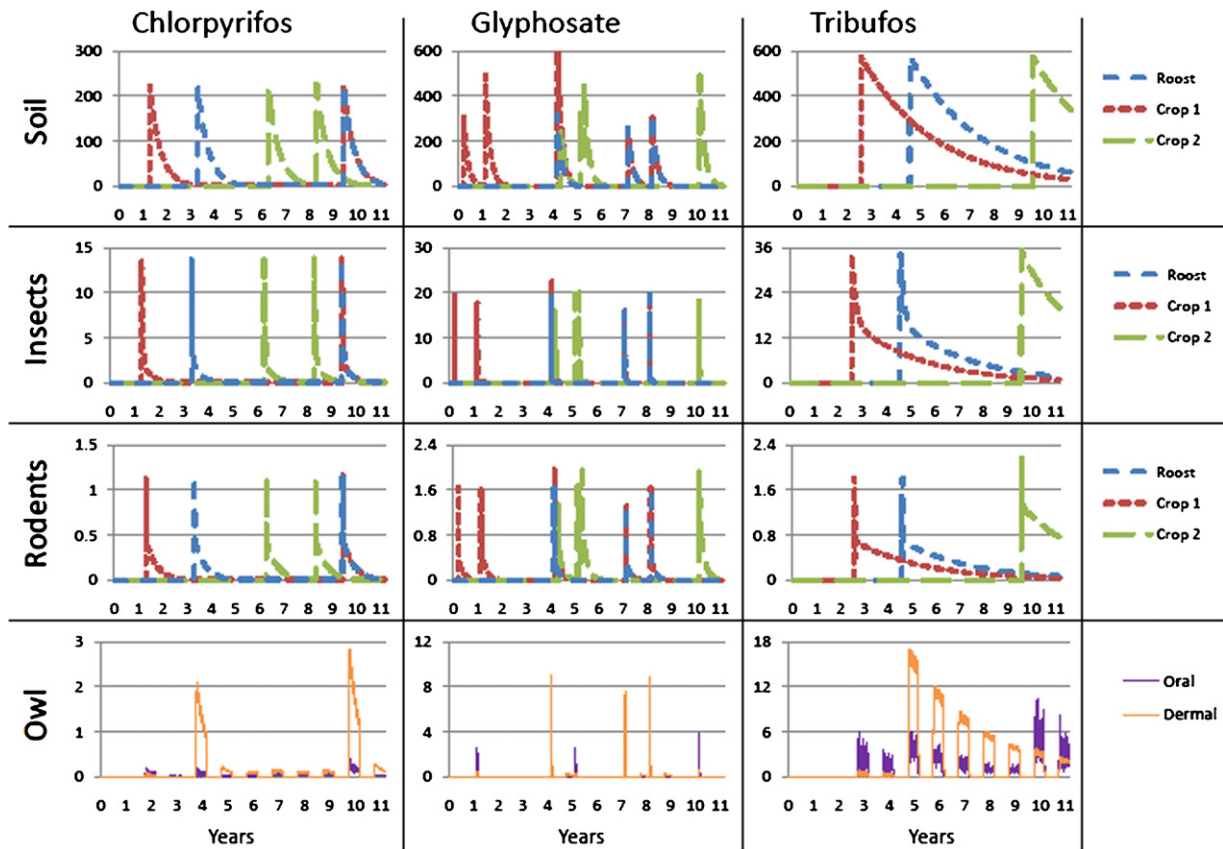 Chlorpyrifos Glyphosate Tribufos
Soil
300
200
100
0
0 1 2 3 4 5 6 7 8 9 10 11
600
450
300
150
0
0 1 2 3 4 5 6 7 8 9 10 11
600
400
200
0
0 1 2 3 4 5 6 7 8 9 10 11
Roost
Crop 1
Crop 2
Insects
15
10
5
0
0 1 2 3 4 5 6 7 8 9 10 11
30
20
10
0
0 1 2 3 4 5 6 7 8 9 10 11
36
24
12
0
0 1 2 3 4 5 6 7 8 9 10 11
Roost
Crop 1
Crop 2
Rodents
1.5
1
0.5
0
0 1 2 3 4 5 6 7 8 9 10 11
2.4
1.6
0.8
0
0 1 2 3 4 5 6 7 8 9 10 11
2.4
1.6
0.8
0
0 1 2 3 4 5 6 7 8 9 10 11
Roost
Crop 1
Crop 2
Owl
3
2
1
0
0 1 2 3 4 5 6 7 8 9 10 11
Years
12
8
4
0
0 1 2 3 4 5 6 7 8 9 10 11
Years
18
12
6
0
0 1 2 3 4 5 6 7 8 9 10 11
Years
Oral
Dermal